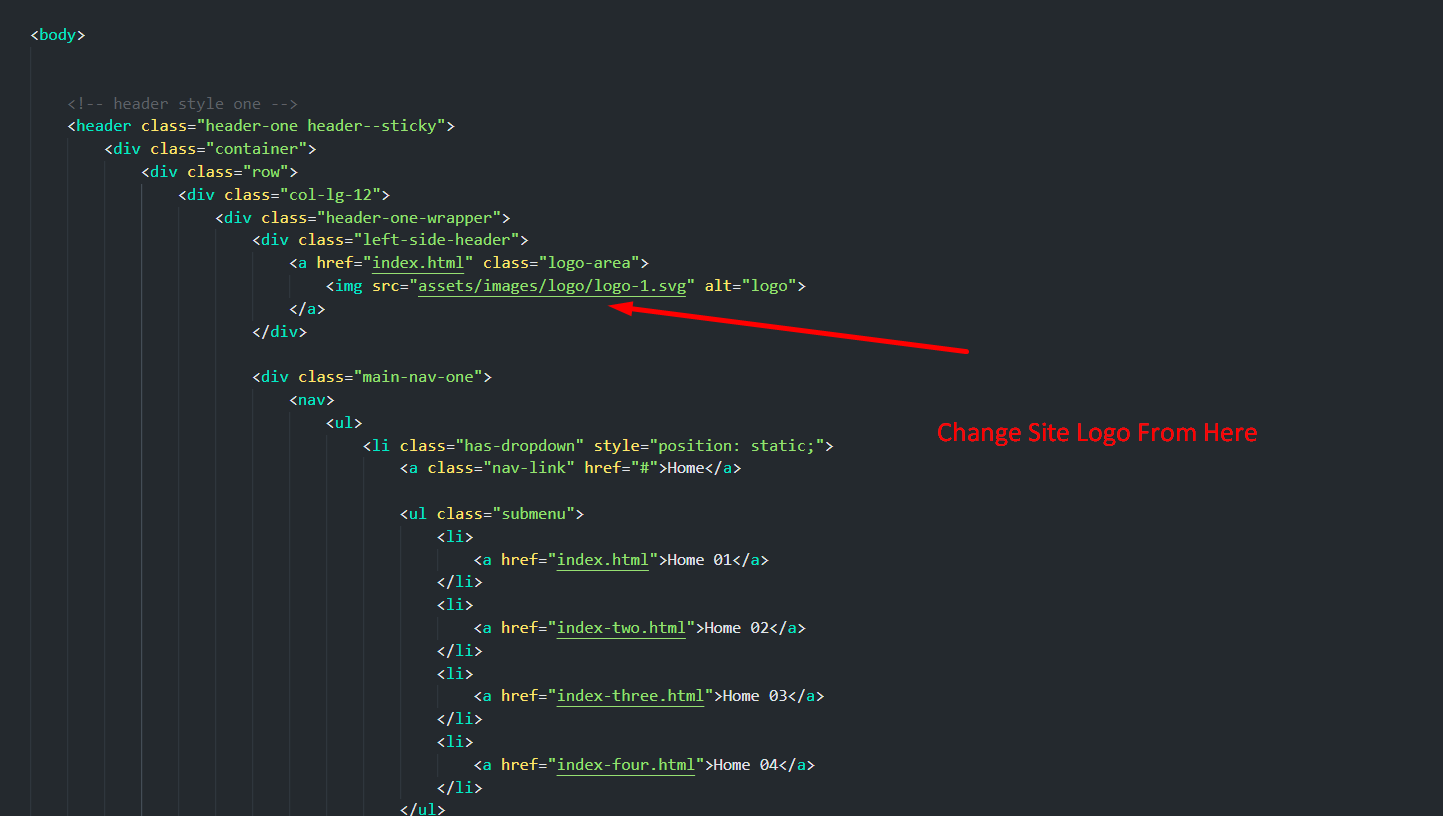 <body>
<!-- header style one -->
<header class="header-one header--sticky">
<div class="container">
<div class="row">
<div class="col-lg-12">
<div class="header-one-wrapper">
<div class="left-side-header">
<a href="index.html" class="logo-area">
<img src="assets/images/logo/logo-1.svg" alt="logo">
</a>
</div>
<div class="main-nav-one">
<nav>
<ul>
<li class="has-dropdown" style="position: static;">
Change Site Logo From Here
<a class="nav-link" href="#">Home</a>
<ul class="submenu">
<li>
<a href="index.html">Home 01</a>
</li>
<li>
<a href="index-two.html">Home 02</a>
</li>
<li>
<a href="index-three.html">Home 03</a>
</li>
<li>
<a href="index-four.html">Home 04</a>
</li>
</ul>